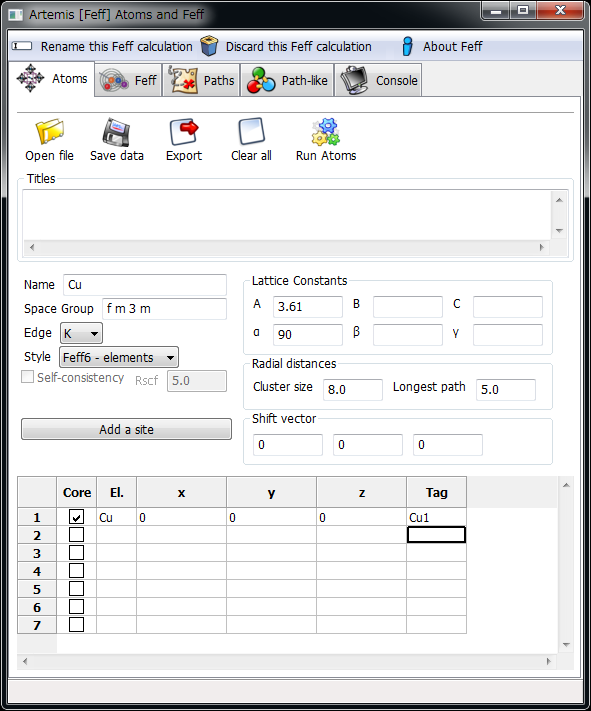 Artemis [Feff] Atoms and Feff
Rename this Feff calculation Discard this Feff calculation About Feff
Atoms Feff Paths Path-like Console
Open file Save data Export Clear all Run Atoms
Titles
Name Cu
Space Group f m 3 m
Edge K
Style Feff6 - elements
Self-consistency Rscf 5.0
Add a site
Lattice Constants
A 3.61 B C
α 90 β γ
Radial distances
Cluster size 8.0 Longest path 5.0
Shift vector
0 0 0
Core El. x y z Tag
1 Cu 0 0 0 Cu1
2
3
4
5
6
7